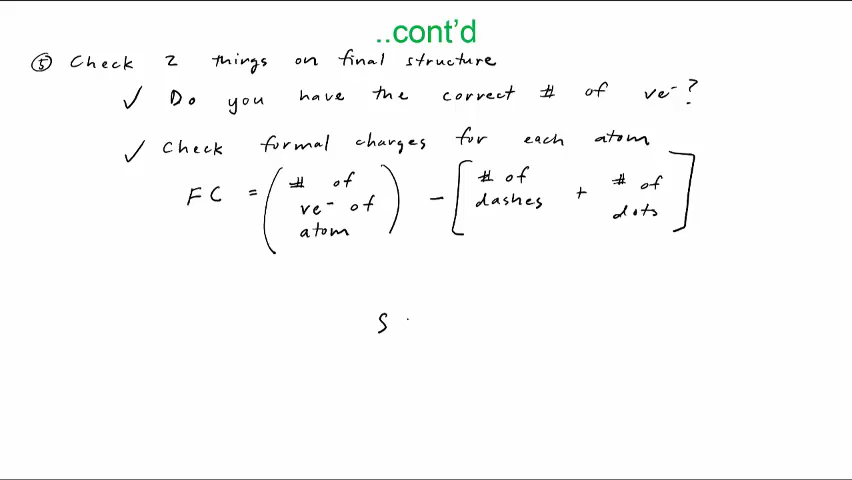 ..cont'd
⑤ Check 2 things on final structure
✓ Do you have the correct # of ve⁻?
✓ Check formal charges for each atom
FC = (# of ve⁻ of atom) - [# of dashes + # of dots]
S